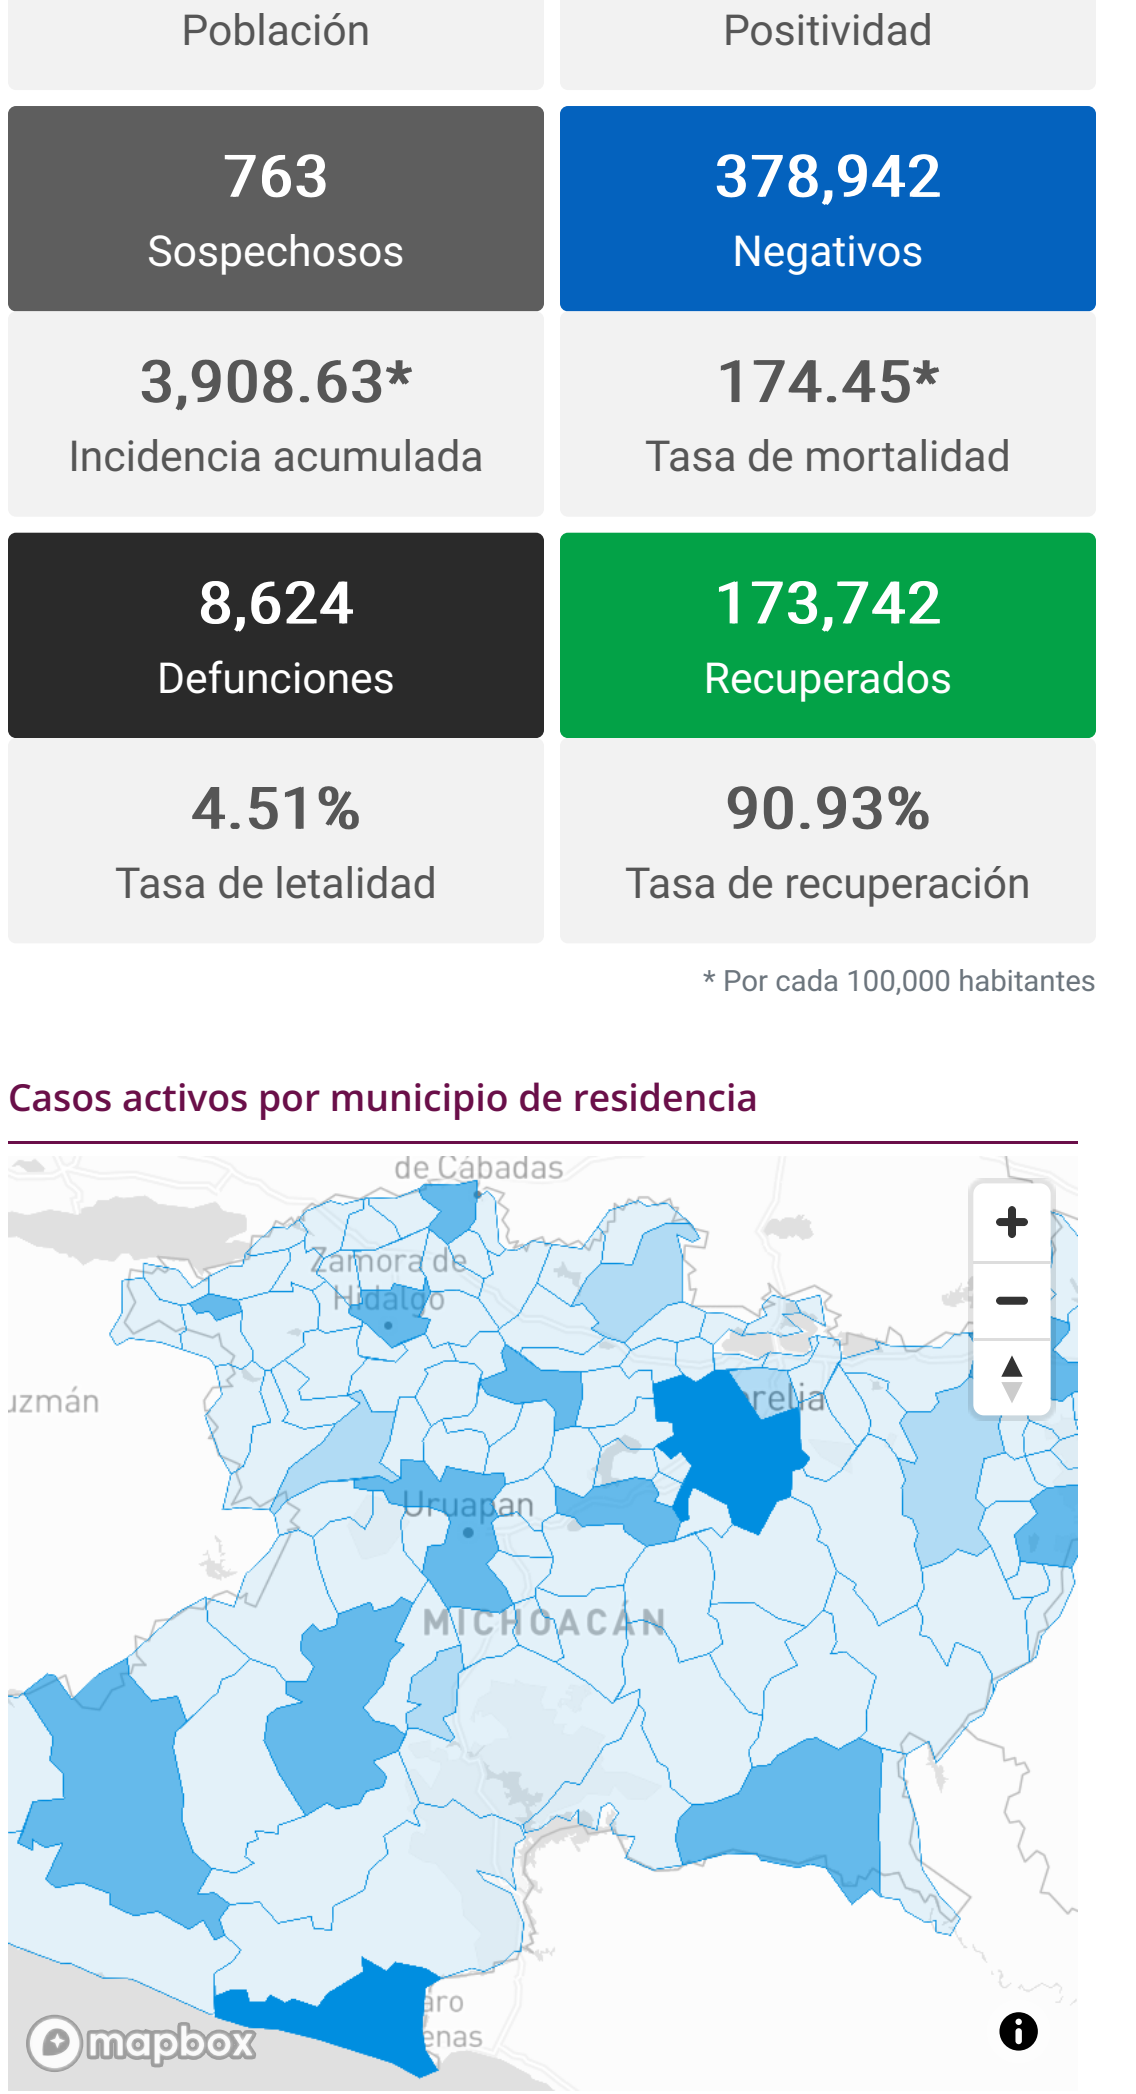 Población
Positividad
763
Sospechosos
378,942
Negativos
3,908.63*
Incidencia acumulada
174.45*
Tasa de mortalidad
8,624
Defunciones
173,742
Recuperados
4.51%
Tasa de letalidad
90.93%
Tasa de recuperación
* Por cada 100,000 habitantes
Casos activos por municipio de residencia
de Cabadas
Zamora de
Hidalgo
uzmán
relia
Uruapan
MICHOACÁN
aro
enas
mapbox